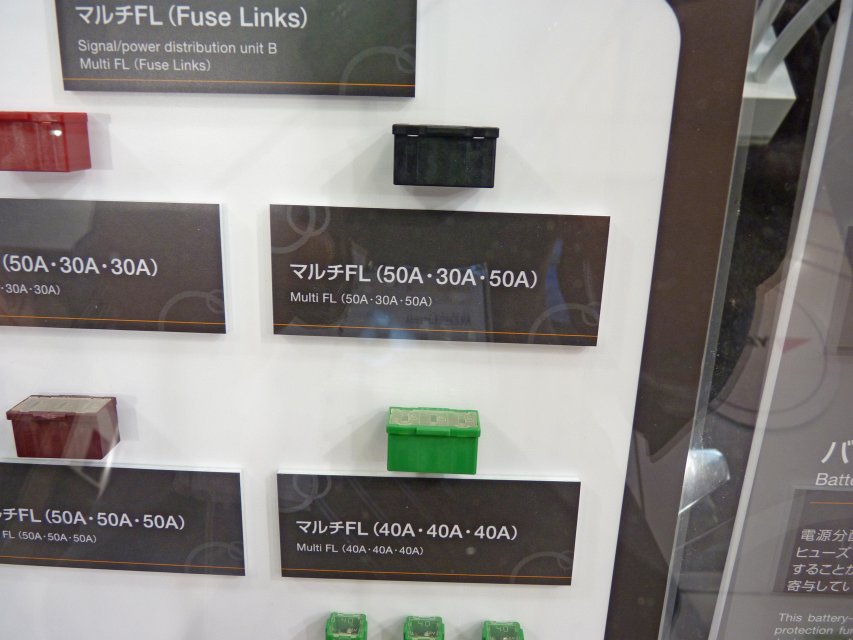 マルチFL(Fuse Links)
Signal/power distribution unit B
Multi FL (Fuse Links)
(50A・30A・30A)
・30A・30A)
マルチFL(50A・30A・50A)
Multi FL (50A・30A・50A)
チFL(50A・50A・50A)
FL (50A・50A・50A)
マルチFL(40A・40A・40A)
Multi FL (40A・40A・40A)
バ
Batte
電源分配
ヒューズ
することが
寄与してい
This battery-
protection fu